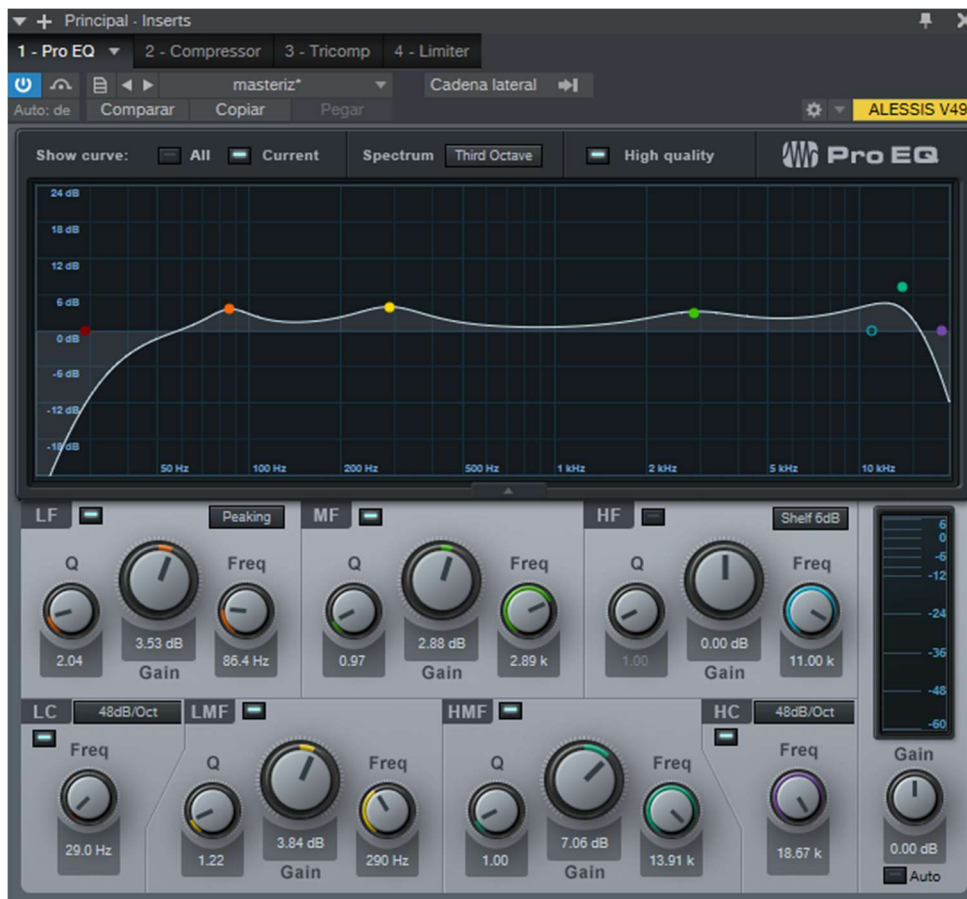 Principal - Inserts
1 - Pro EQ 2 - Compressor 3 - Tricomp 4 - Limiter
masteriz* Cadena lateral
Auto: de Comparar Copiar Pegar ALESSIS V49
Show curve: All Current Spectrum Third Octave High quality Pro EQ
24 dB
18 dB
12 dB
6 dB
0 dB
-6 dB
-12 dB
-18 dB
50 Hz 100 Hz 200 Hz 500 Hz 1 kHz 2 kHz 5 kHz 10 kHz
LF Peaking
Q Freq
2.04 3.53 dB 86.4 Hz
Gain
MF
Q Freq
0.97 2.88 dB 2.89 k
Gain
HF Shelf 6dB
Q Freq
1.00 0.00 dB 11.00 k
Gain
6
0
-6
-12
-24
-36
-48
-60
LC 48dB/Oct
Freq
29.0 Hz
LMF
Q Freq
1.22 3.84 dB 290 Hz
Gain
HMF
Q Freq
1.00 7.06 dB 13.91 k
Gain
HC 48dB/Oct
Freq
18.67 k
Gain
0.00 dB
Auto